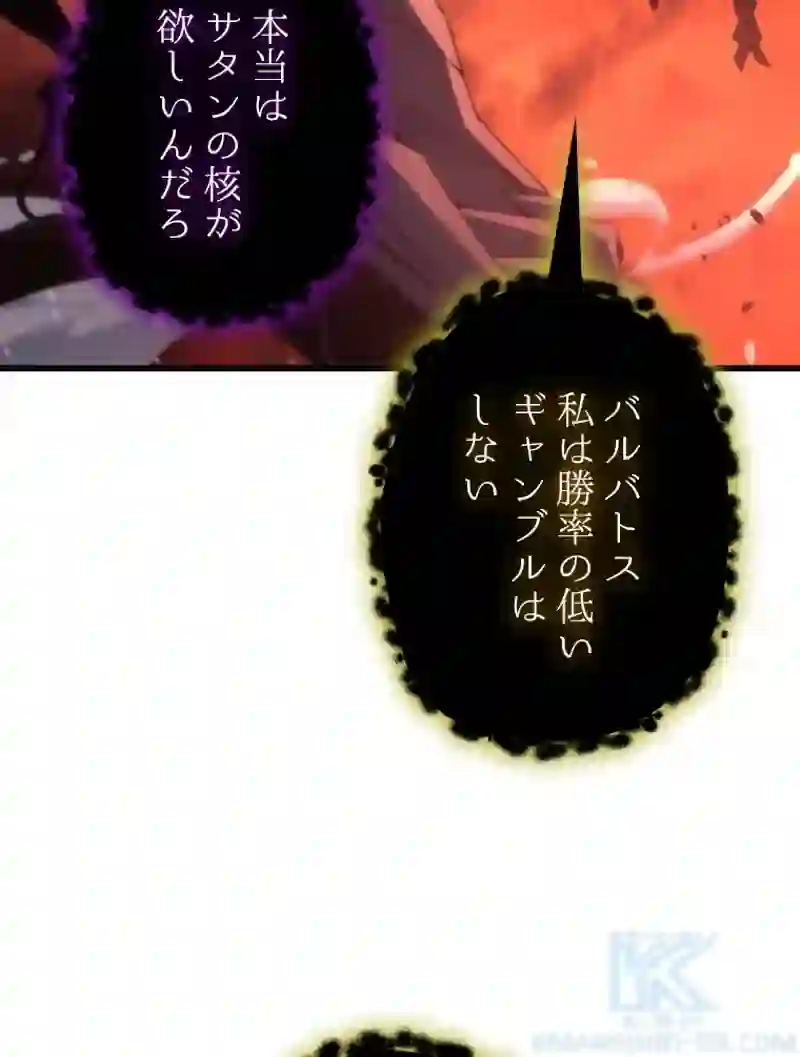 本当は
サタンの核が
欲しいんだろ
バルバトス
私は勝率の低い
ギャンブルは
しない